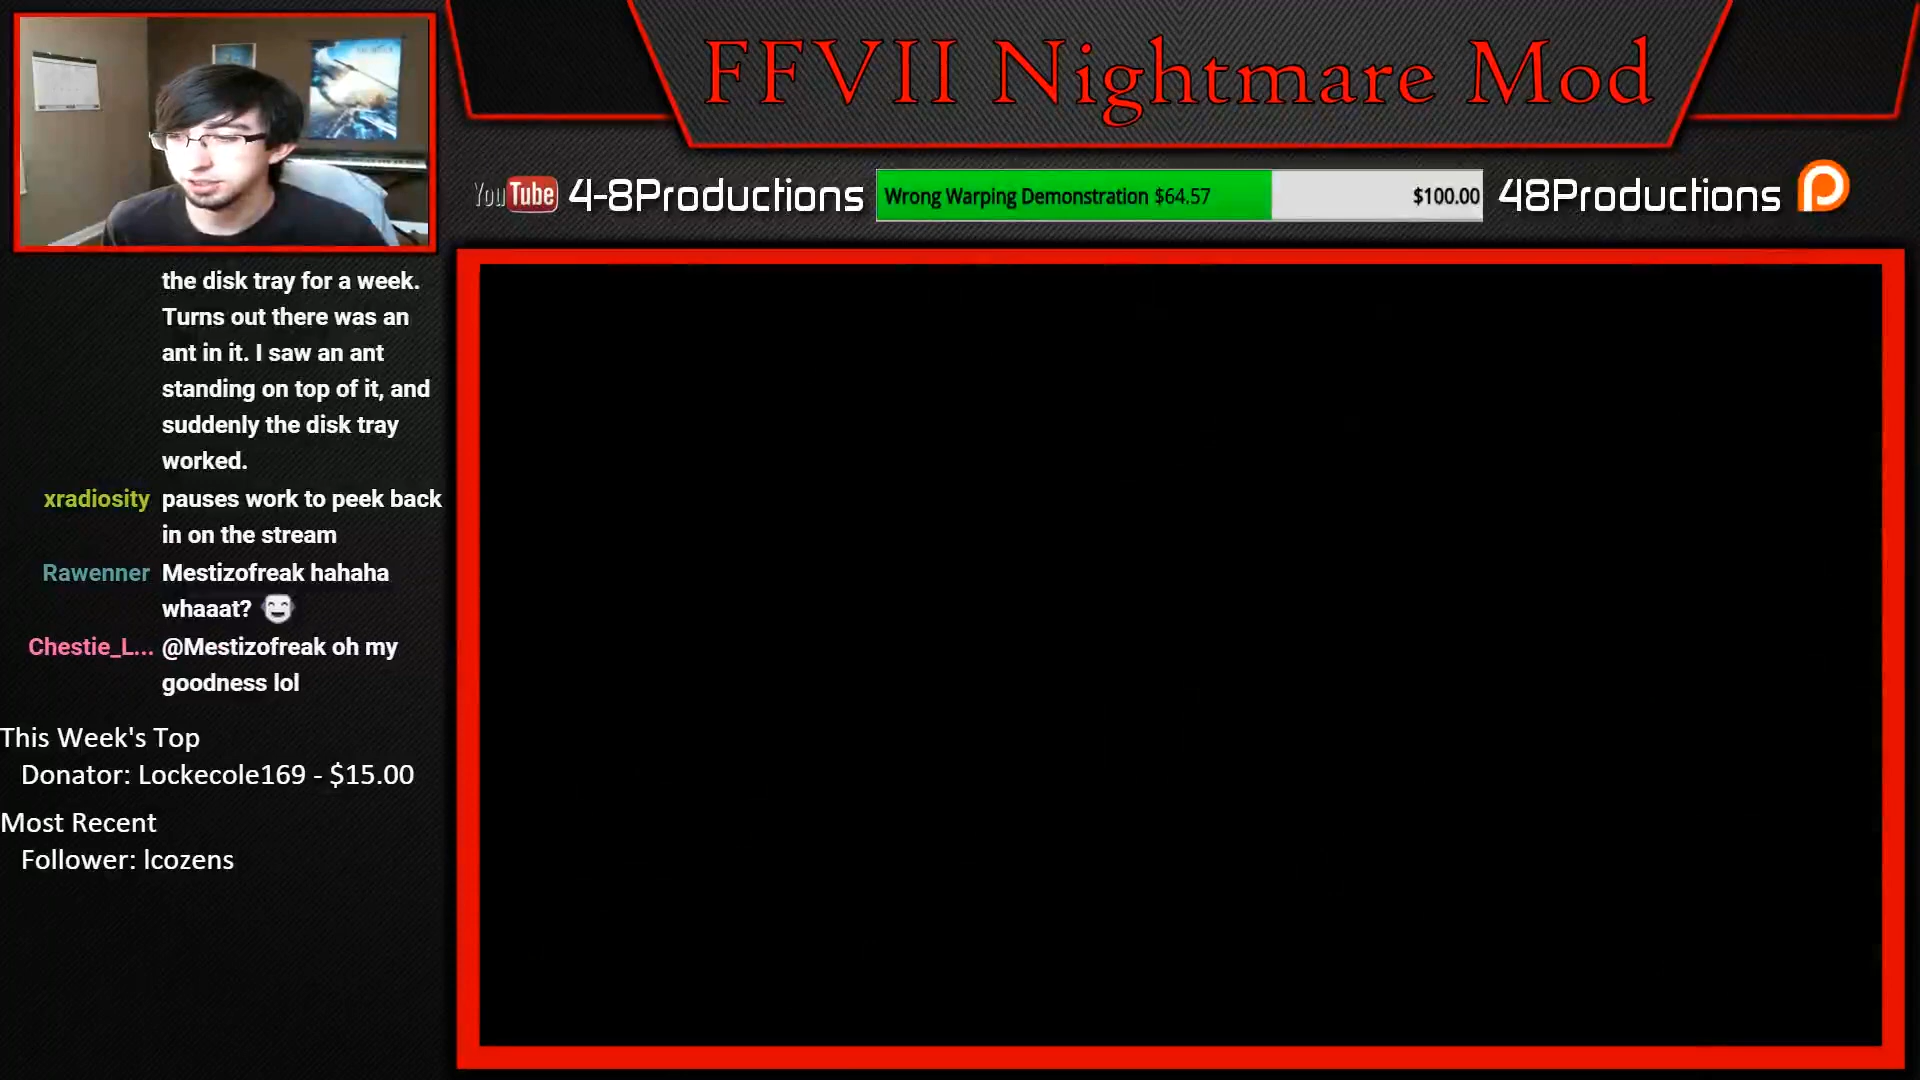 FFVII Nightmare Mod
YouTube 4-8Productions
Wrong Warping Demonstration $64.57 $100.00
48Productions
the disk tray for a week.
Turns out there was an
ant in it. I saw an ant
standing on top of it, and
suddenly the disk tray
worked.
xradiosity pauses work to peek back
in on the stream
Rawenner Mestizofreak hahaha
whaaat?
Chestie_L... @Mestizofreak oh my
goodness lol
This Week's Top
Donator: Lockecole169 - $15.00
Most Recent
Follower: lcozens